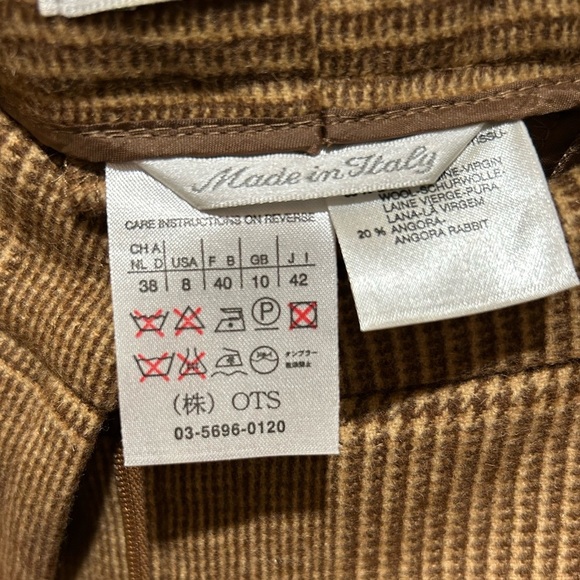 Made in Italy
CARE INSTRUCTIONS ON REVERSE
CH A
NL D USA F B GB J I
38 8 40 10 42
P
タンブラー
乾燥禁止
(株) OTS
03-5696-0120
TISSU-
VIRGIN
WOOL-SCHURWOLLE-
LAINE VIERGE-PURA
LANA-LA VIRGEM
20 % ANGORA-
ANGORA RABBIT